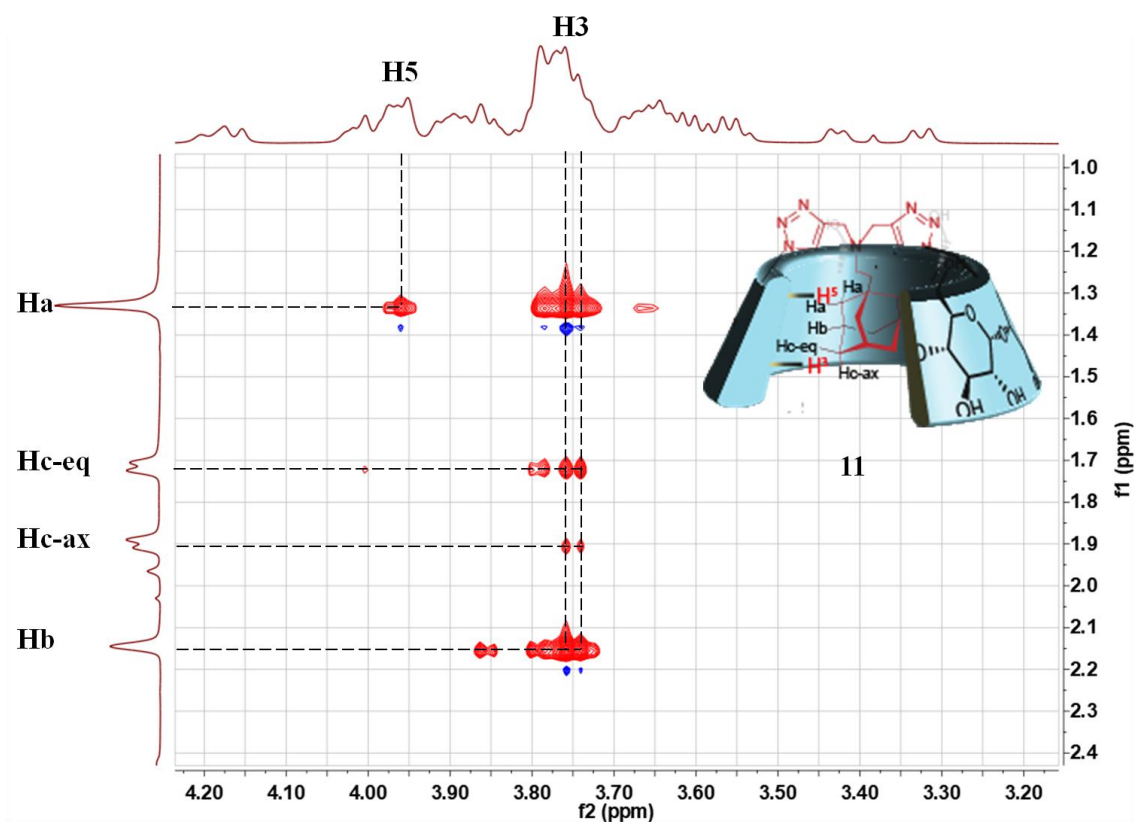 H3
H5
1.0
1.1
1.2
1.3
1.4
1.5
1.6
1.7
1.8
1.9
2.0
2.1
2.2
2.3
2.4
f1 (ppm)
Ha
Hc-eq
Hc-ax
Hb
N N
N
N
N
N
N
OH
Ha
H⁵
Ha
Hb
Hc-eq
H³
Hc-ax
O
O
OH
OH
11
4.20 4.10 4.00 3.90 3.80 3.70 3.60 3.50 3.40 3.30 3.20
f2 (ppm)